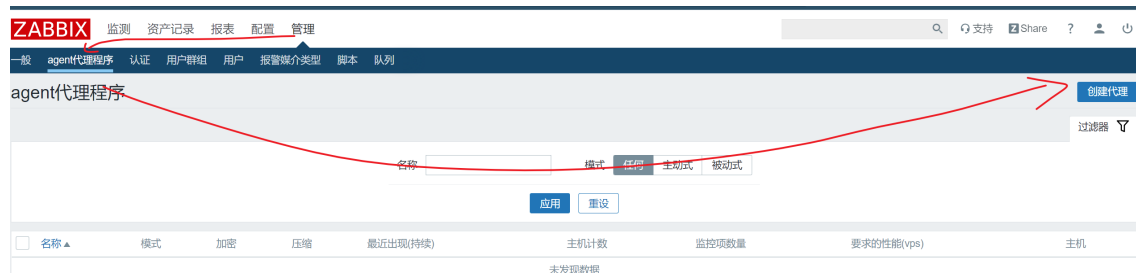 ZABBIX 监测 资产记录 报表 配置 管理 支持 Z Share ?
一般 agent代理程序 认证 用户群组 用户 报警媒介类型 脚本 队列
agent代理程序 创建代理
过滤器
名称 模式 任何 主动式 被动式
应用 重设
名称 模式 加密 压缩 最近出现(持续) 主机计数 监控项数量 要求的性能(vps) 主机
未发现数据